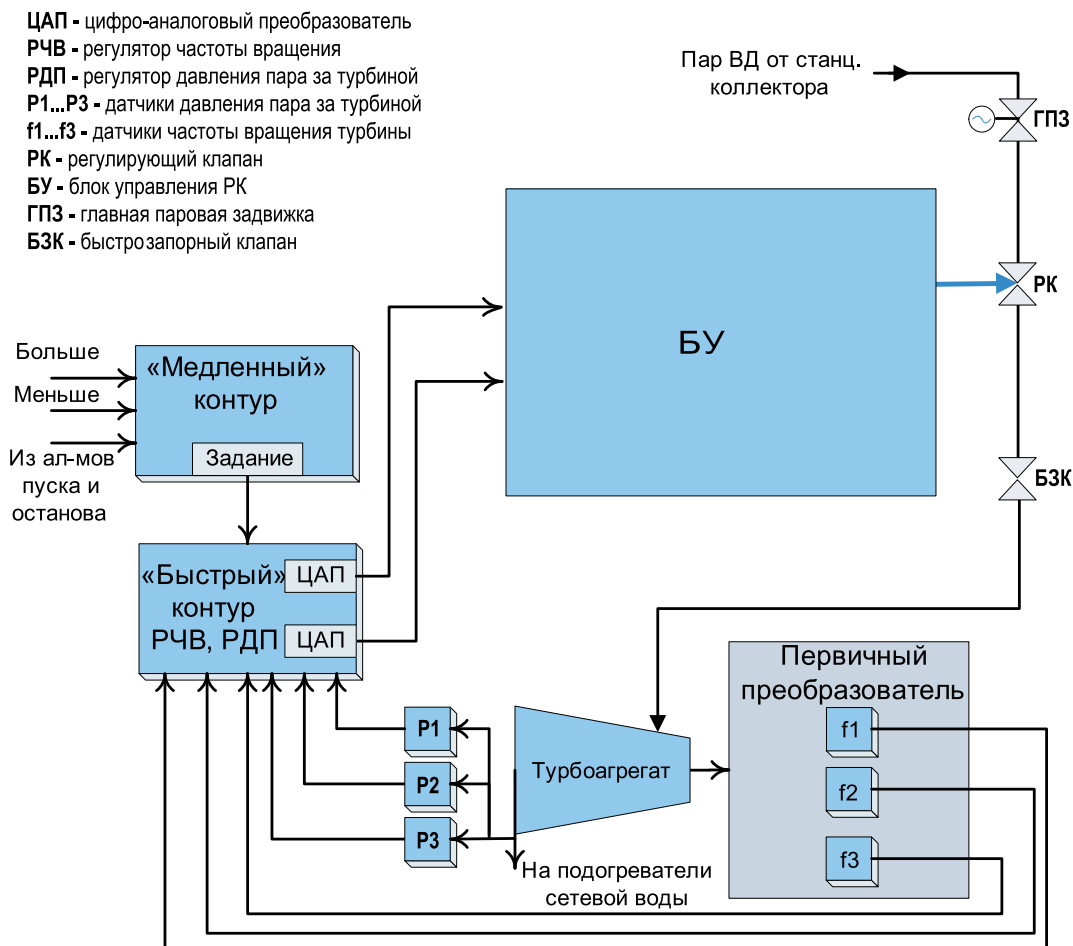 ЦАП - цифро-аналоговый преобразователь
РЧВ - регулятор частоты вращения
РДП - регулятор давления пара за турбиной
Р1...Р3 - датчики давления пара за турбиной
f1...f3 - датчики частоты вращения турбины
РК - регулирующий клапан
БУ - блок управления РК
ГПЗ - главная паровая задвижка
БЗК - быстрозапорный клапан
Пар ВД от станц.
коллектора
ГПЗ
РК
БУ
БЗК
Больше
Меньше
Из ал-мов
пуска и
останова
«Медленный»
контур
Задание
«Быстрый»
контур
РЧВ, РДП
ЦАП
ЦАП
Р1
Р2
Р3
Турбоагрегат
На подогреватели
сетевой воды
Первичный
преобразователь
f1
f2
f3